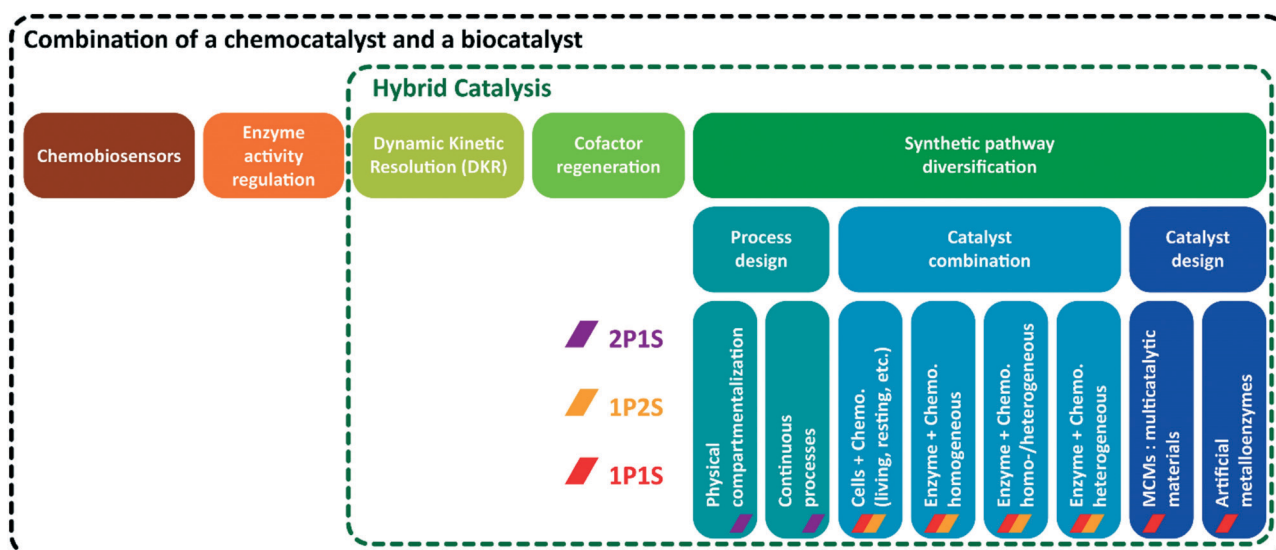 Combination of a chemocatalyst and a biocatalyst
Hybrid Catalysis
Chemobiosensors
Enzyme
activity
regulation
Dynamic Kinetic
Resolution (DKR)
Cofactor
regeneration
Synthetic pathway
diversification
Process
design
Catalyst
combination
Catalyst
design
2P1S
1P2S
1P1S
Physical
compartmentalization
Continuous
processes
Cells + Chemo.
(living, resting, etc.)
Enzyme + Chemo.
homogeneous
Enzyme + Chemo.
homo-/heterogeneous
Enzyme + Chemo.
heterogeneous
MCMs : multicatalytic
materials
Artificial
metalloenzymes